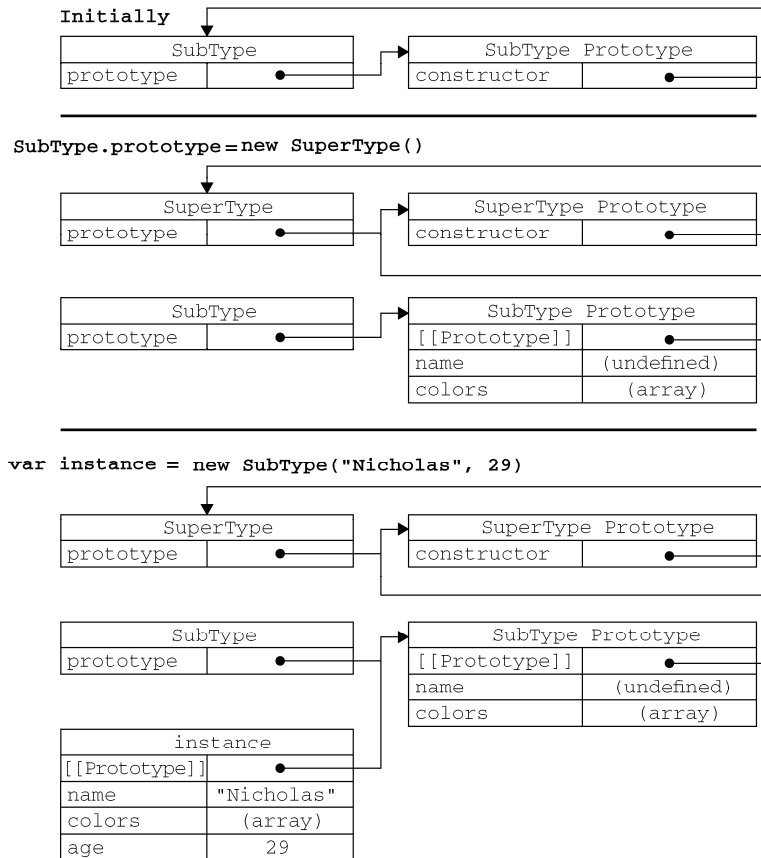 Initially
SubType
prototype
SubType Prototype
constructor
SubType.prototype = new SuperType()
SuperType
prototype
SuperType Prototype
constructor
SubType
prototype
SubType Prototype
[[Prototype]]
name (undefined)
colors (array)
var instance = new SubType("Nicholas", 29)
SuperType
prototype
SuperType Prototype
constructor
SubType
prototype
SubType Prototype
[[Prototype]]
name (undefined)
colors (array)
instance
[[Prototype]]
name "Nicholas"
colors (array)
age 29